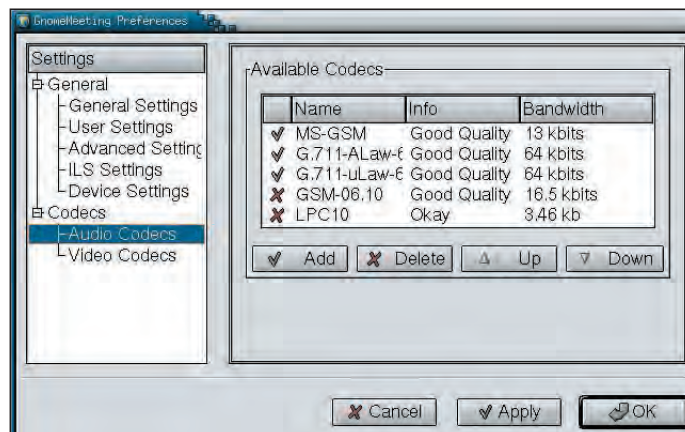 GnomeMeeting Preferences
Settings
General
General Settings
User Settings
Advanced Setting
ILS Settings
Device Settings
Codecs
Audio Codecs
Video Codecs
Available Codecs
Name Info Bandwidth
MS-GSM Good Quality 13 kbits
G.711-ALaw-6 Good Quality 64 kbits
G.711-uLaw-6 Good Quality 64 kbits
GSM-06.10 Good Quality 16.5 kbits
LPC10 Okay 3.46 kb
Add Delete Up Down
Cancel Apply OK